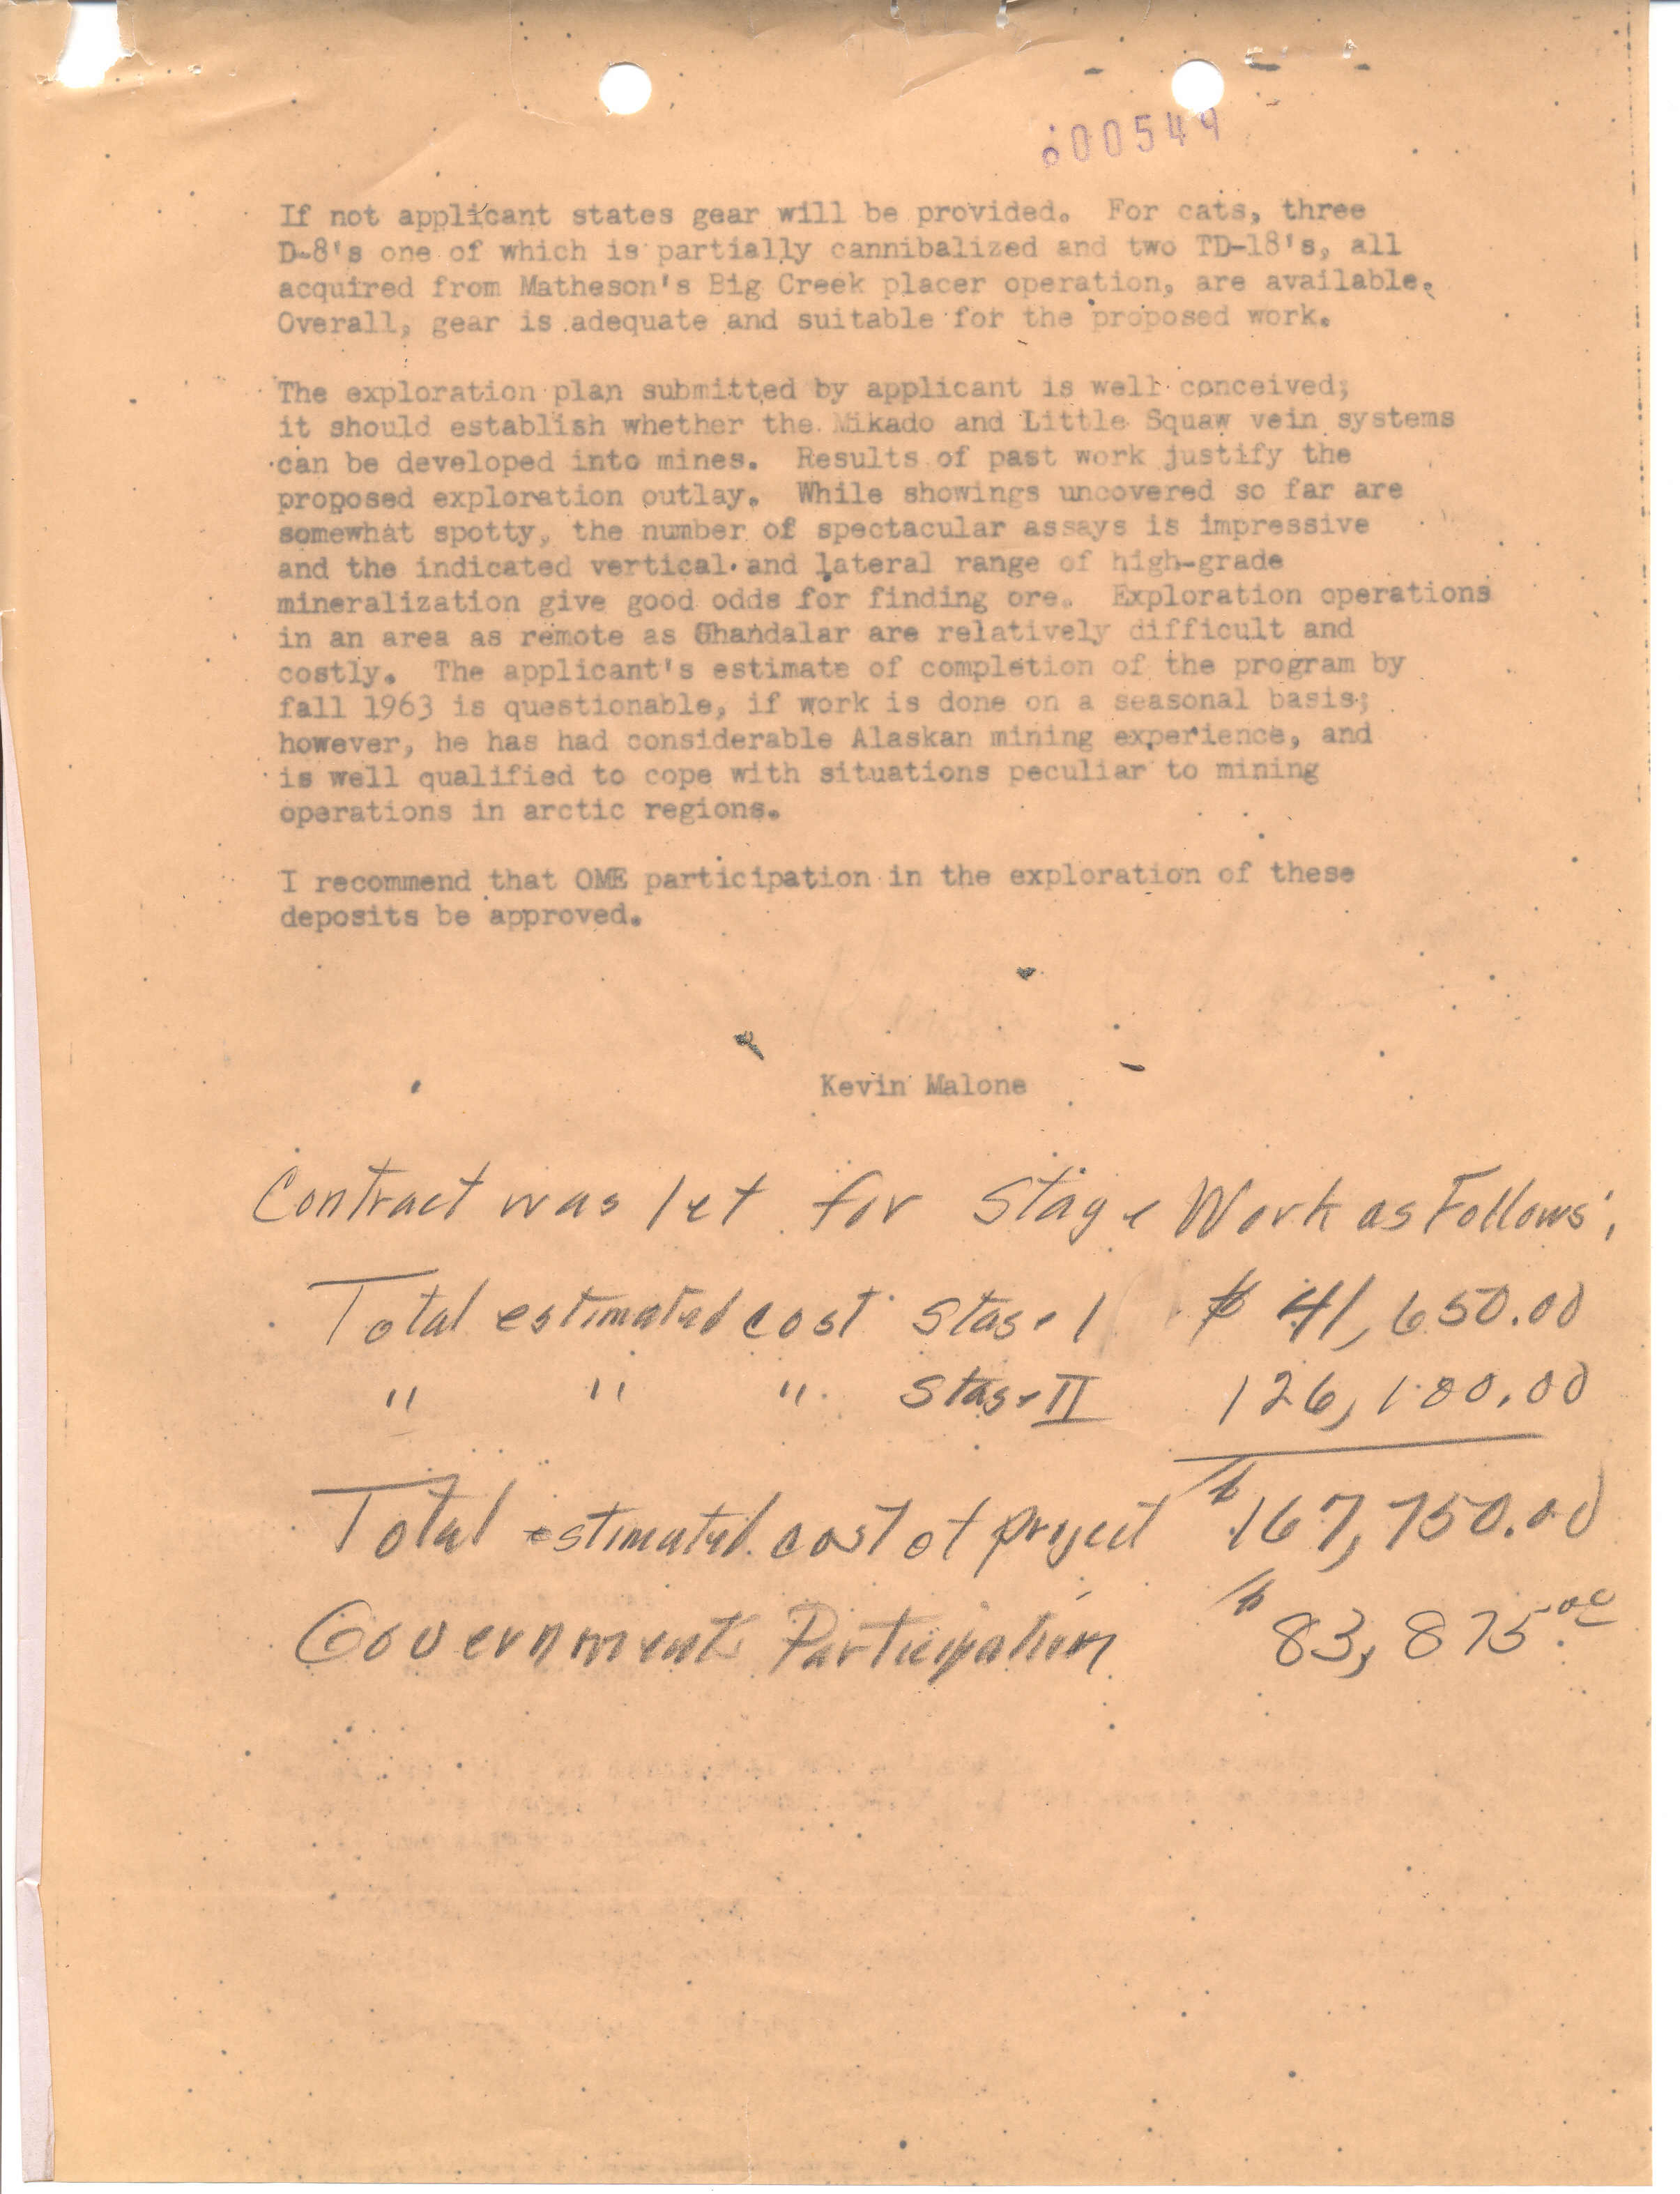 600549
If not applicant states gear will be provided. For cats, three
D-8's one of which is partially cannibalized and two TD-18's, all
acquired from Matheson's Big Creek placer operation, are available.
Overall, gear is adequate and suitable for the proposed work.
The exploration plan submitted by applicant is well conceived;
it should establish whether the Mikado and Little Squaw vein systems
can be developed into mines. Results of past work justify the
proposed exploration outlay. While showings uncovered so far are
somewhat spotty, the number of spectacular assays is impressive
and the indicated vertical and lateral range of high-grade
mineralization give good odds for finding ore. Exploration operations
in an area as remote as Chandalar are relatively difficult and
costly. The applicant's estimate of completion of the program by
fall 1963 is questionable, if work is done on a seasonal basis;
however, he has had considerable Alaskan mining experience, and
is well qualified to cope with situations peculiar to mining
operations in arctic regions.
I recommend that OME participation in the exploration of these
deposits be approved.
Kevin Malone
Contract was let for Stage Work as Follows;
Total estimated cost Stage I $ 41,650.00
" " " Stage II 126,100.00
Total estimated cost of project $167,750.00
Government Participation $83,875.00